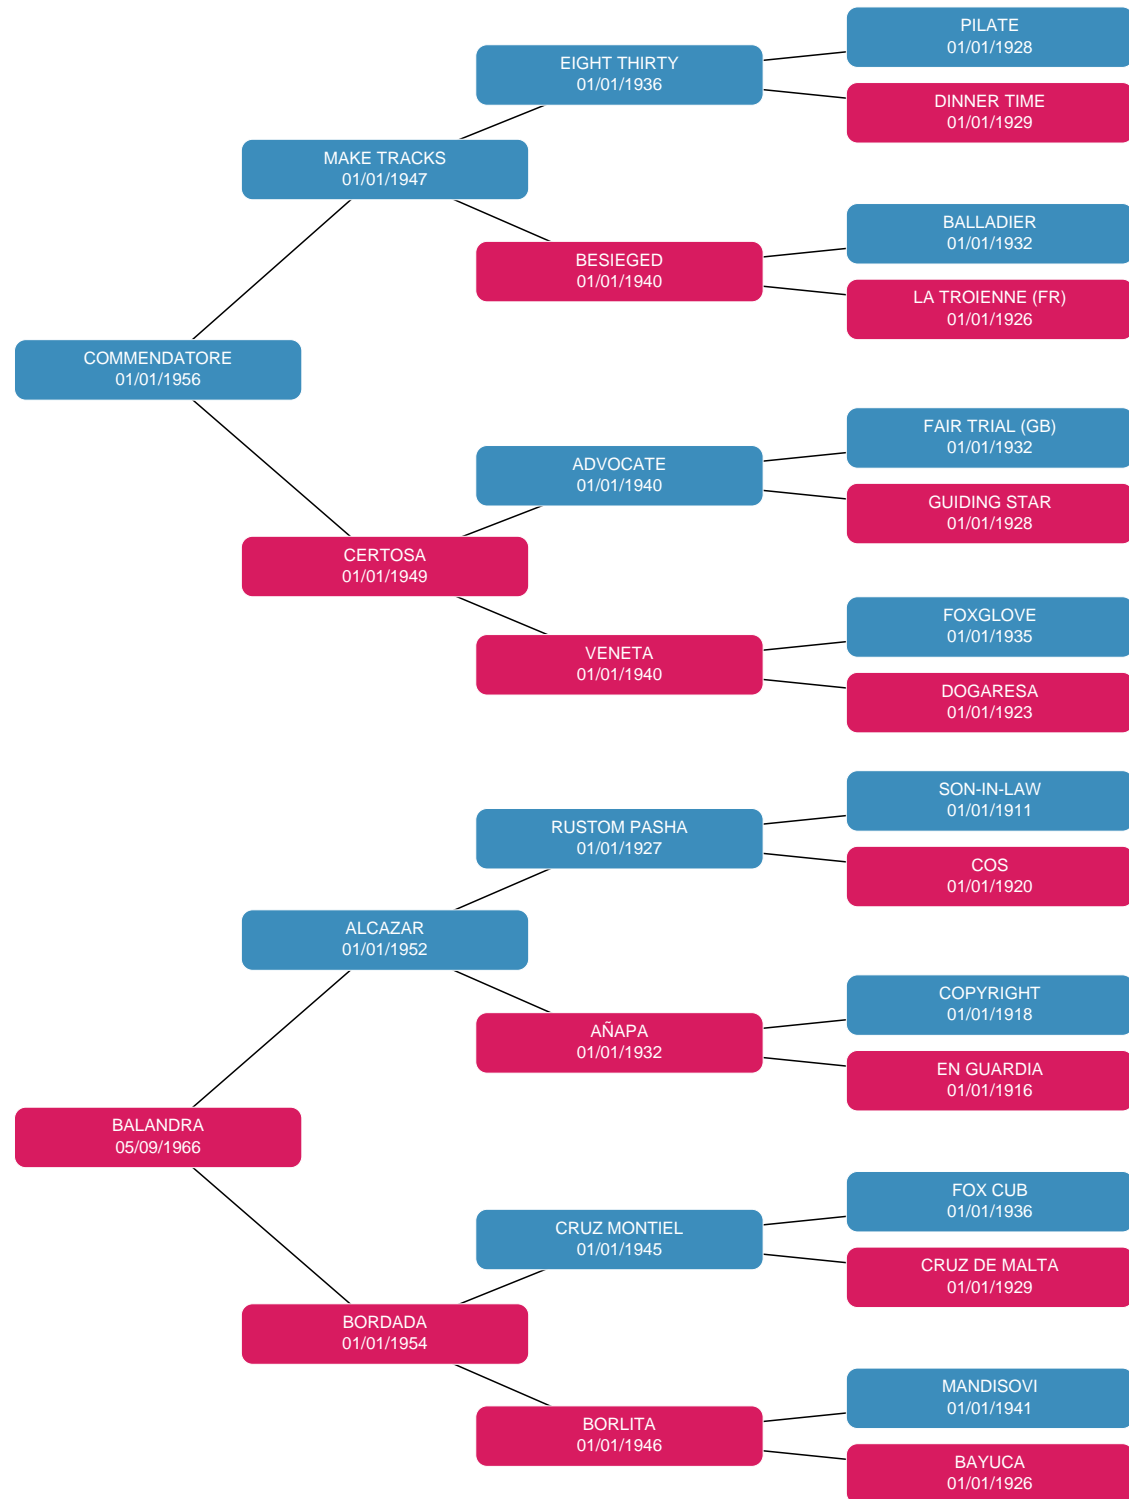 PILATE
01/01/1928
EIGHT THIRTY
01/01/1936
DINNER TIME
01/01/1929
MAKE TRACKS
01/01/1947
BALLADIER
01/01/1932
BESIEGED
01/01/1940
LA TROIENNE (FR)
01/01/1926
COMMENDATORE
01/01/1956
FAIR TRIAL (GB)
01/01/1932
ADVOCATE
01/01/1940
GUIDING STAR
01/01/1928
CERTOSA
01/01/1949
FOXGLOVE
01/01/1935
VENETA
01/01/1940
DOGARESA
01/01/1923
SON-IN-LAW
01/01/1911
RUSTOM PASHA
01/01/1927
COS
01/01/1920
ALCAZAR
01/01/1952
COPYRIGHT
01/01/1918
AÑAPA
01/01/1932
EN GUARDIA
01/01/1916
BALANDRA
05/09/1966
FOX CUB
01/01/1936
CRUZ MONTIEL
01/01/1945
CRUZ DE MALTA
01/01/1929
BORDADA
01/01/1954
MANDISOVI
01/01/1941
BORLITA
01/01/1946
BAYUCA
01/01/1926